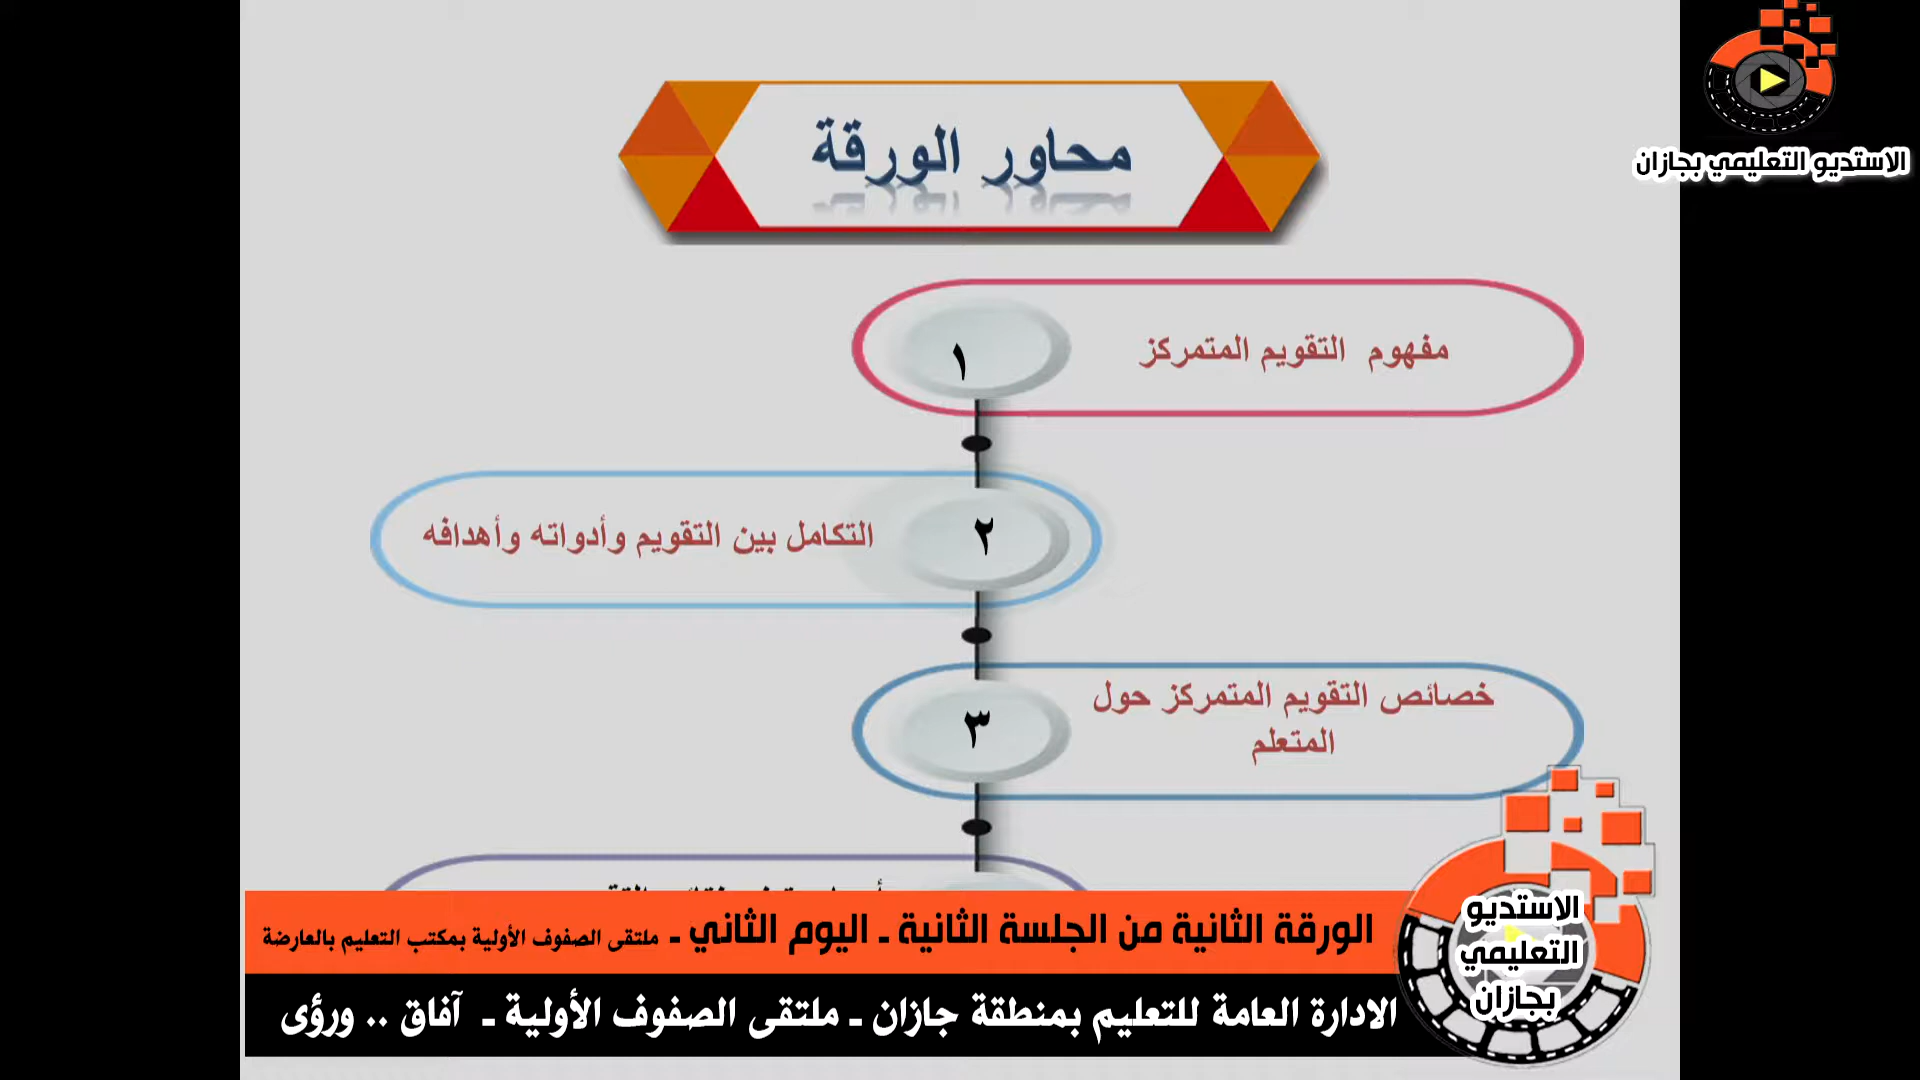 الاستديو التعليمي بجازان
محاور الورقة
١
مفهوم التقويم المتمركز
٢
التكامل بين التقويم وأدواته وأهدافه
٣
خصائص التقويم المتمركز حول
المتعلم
الورقة الثانية من الجلسة الثانية ـ اليوم الثاني ـ ملتقى الصفوف الأولية بمكتب التعليم بالعارضة
الادارة العامة للتعليم بمنطقة جازان ـ ملتقى الصفوف الأولية ـ آفاق .. ورؤى
الاستديو
التعليمي
بجازان